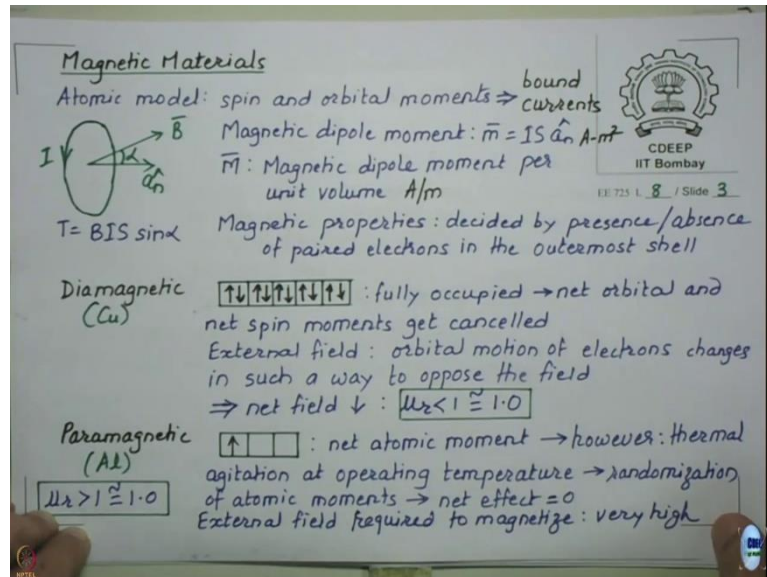 Magnetic Materials
Atomic model: spin and orbital moments ⇒ bound currents
I B̅ α âₙ
Magnetic dipole moment: m̅ = IS âₙ A-m²
M̅: Magnetic dipole moment per
unit volume A/m
CDEEP
IIT Bombay
EE 725 L 8 / Slide 3
T = BIS sinα
Magnetic properties: decided by presence/absence
of paired electrons in the outermost shell
Diamagnetic ↑↓ ↑↓ ↑↓ ↑↓ ↑↓ : fully occupied → net orbital and
(Cu)
net spin moments get cancelled
External field: orbital motion of electrons changes
in such a way to oppose the field
⇒ net field ↓ : μr < 1 ≅ 1.0
Paramagnetic ↑ : net atomic moment → however: thermal
(Al)
agitation at operating temperature → randomization
μr > 1 ≅ 1.0
of atomic moments → net effect = 0
External field required to magnetize: very high
NPTEL